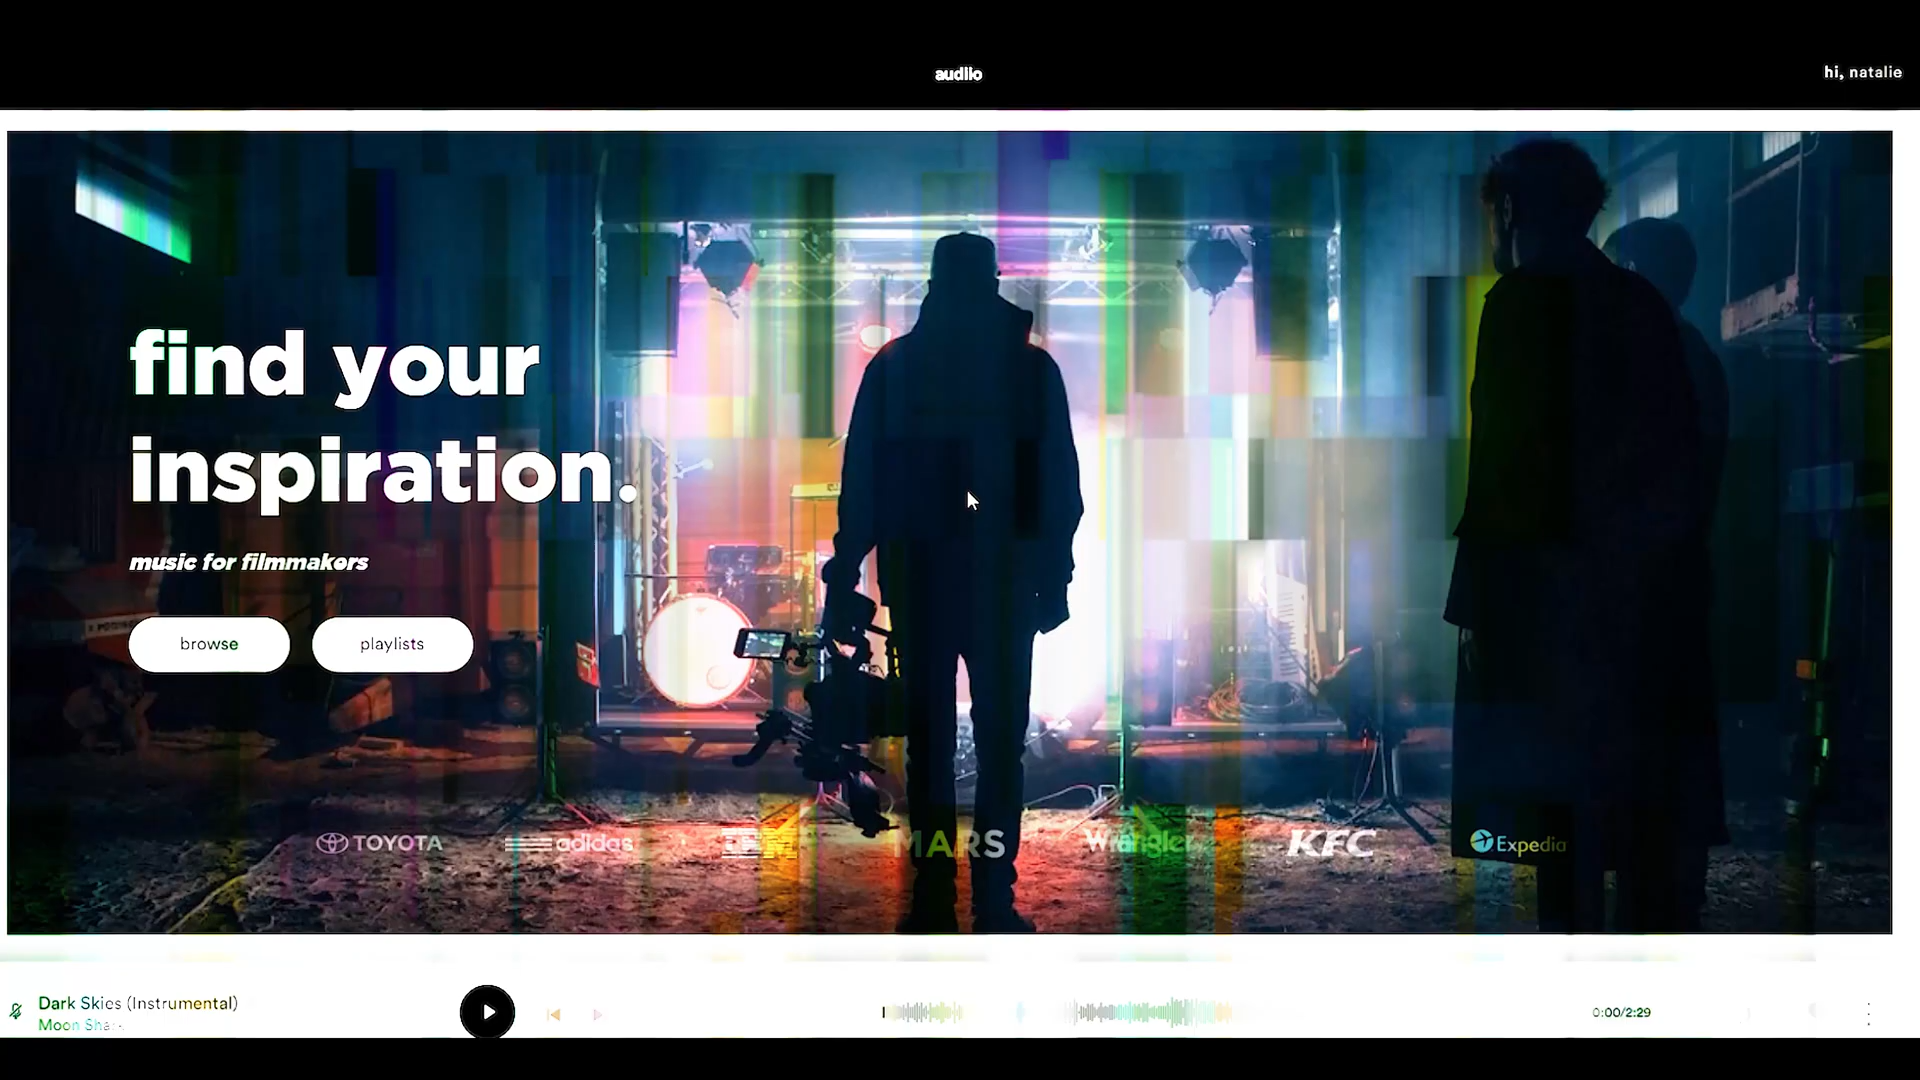 audiio
hi, natalie
find your
inspiration.
music for filmmakers
browse
playlists
TOYOTA
adidas
IBM
MARS
Wrangler
KFC
Expedia
Dark Skies (Instrumental)
Moon
0:00/2:29